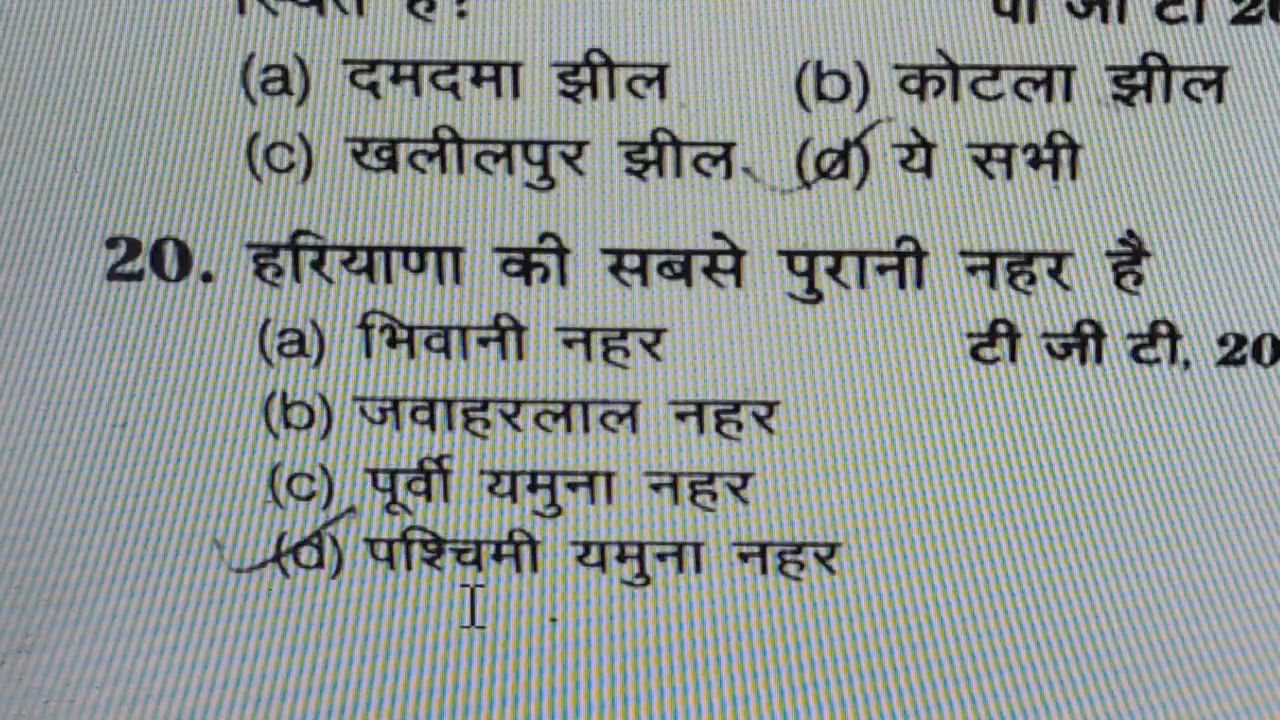 (a) दमदमा झील (b) कोटला झील
(c) खलीलपुर झील (d) ये सभी
20. हरियाणा की सबसे पुरानी नहर है
(a) भिवानी नहर टी जी टी, 20
(b) जवाहरलाल नहर
(c) पूर्वी यमुना नहर
(d) पश्चिमी यमुना नहर